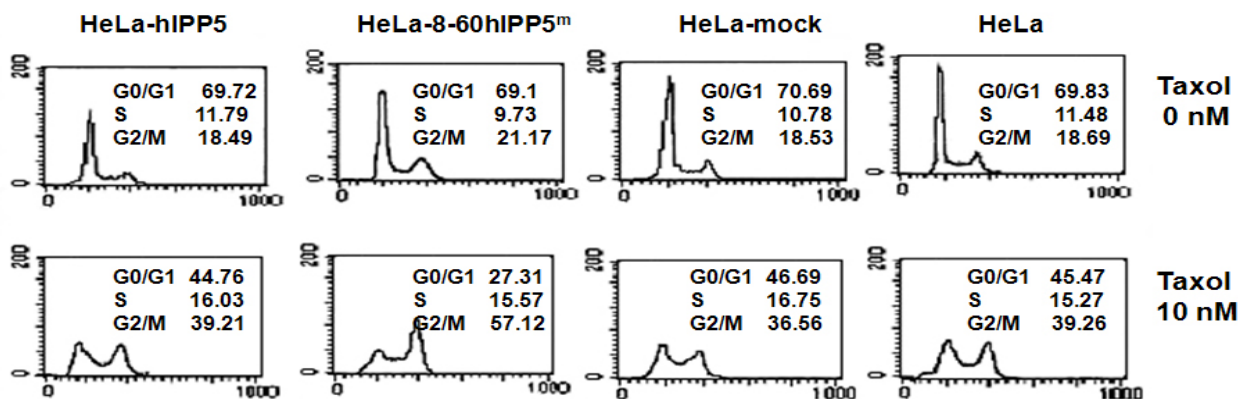 HeLa-hIPP5 HeLa-8-60hIPP5ᵐ HeLa-mock HeLa
200 G0/G1 69.72
S 11.79
G2/M 18.49
0
0 1000
200 G0/G1 69.1
S 9.73
G2/M 21.17
0
0 1000
200 G0/G1 70.69
S 10.78
G2/M 18.53
0
0 1000
200 G0/G1 69.83
S 11.48
G2/M 18.69
0
0 1000
Taxol
0 nM
200 G0/G1 44.76
S 16.03
G2/M 39.21
0
0 1000
200 G0/G1 27.31
S 15.57
G2/M 57.12
0
0 1000
200 G0/G1 46.69
S 16.75
G2/M 36.56
0
0 1000
200 G0/G1 45.47
S 15.27
G2/M 39.26
0
0 1000
Taxol
10 nM